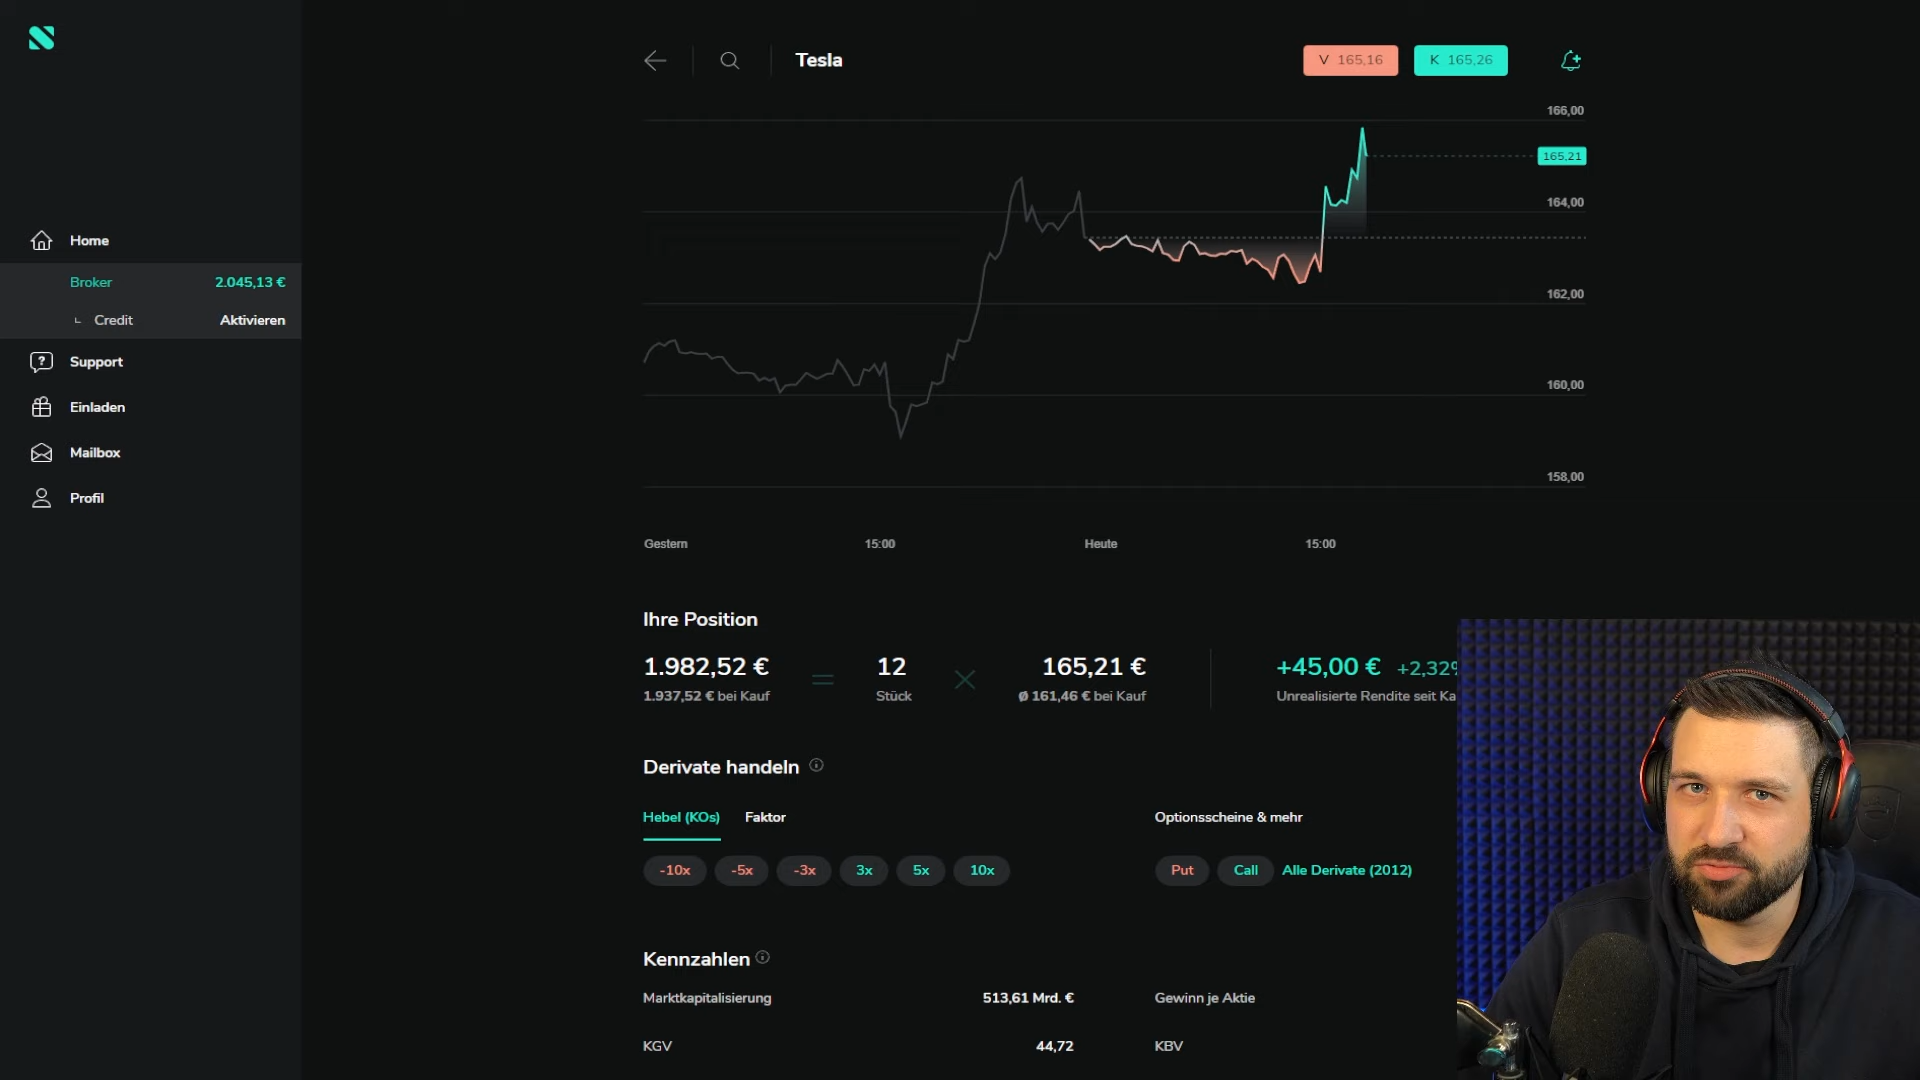 Tesla
V 165,16
K 165,26
166,00
165,21
164,00
162,00
160,00
158,00
Gestern
15:00
Heute
15:00
Home
Broker
2.045,13 €
Credit
Aktivieren
Support
Einladen
Mailbox
Profil
Ihre Position
1.982,52 €
=
12
×
165,21 €
+45,00 € +2,32%
1.937,52 € bei Kauf
Stück
Ø 161,46 € bei Kauf
Unrealisierte Rendite seit Ka
Derivate handeln
Hebel (KOs)
Faktor
Optionsscheine & mehr
-10x
-5x
-3x
3x
5x
10x
Put
Call
Alle Derivate (2012)
Kennzahlen
Marktkapitalisierung
513,61 Mrd. €
Gewinn je Aktie
KGV
44,72
KBV